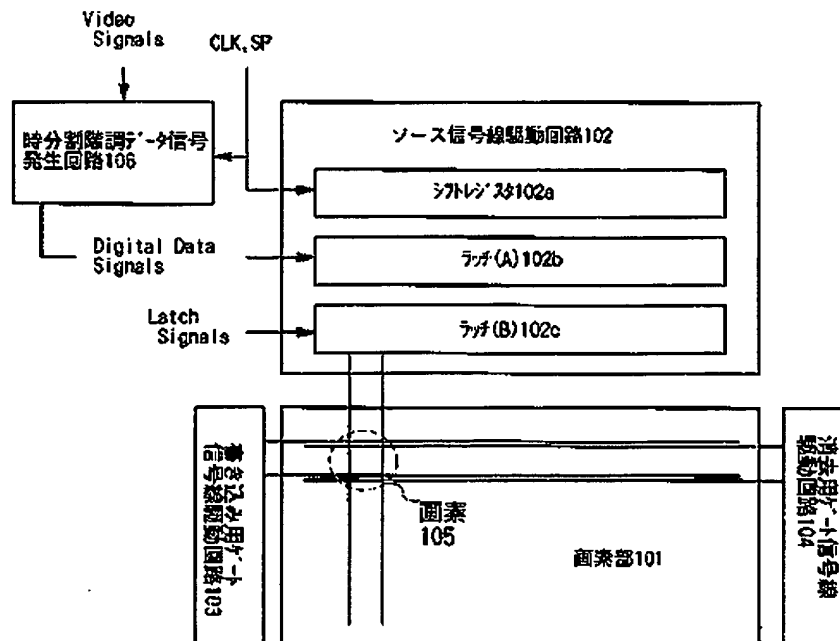 Video
Signals
CLK,SP
時分割階調ﾃﾞｰﾀ信号
発生回路106
ソース信号線駆動回路102
ｼﾌﾄﾚｼﾞｽﾀ102a
Digital Data
Signals
ラッチ(A)102b
Latch
Signals
ラッチ(B)102c
書き込み用ｹﾞｰﾄ
信号線駆動回路103
画素
105
画素部101
消去用ｹﾞｰﾄ信号線
駆動回路104